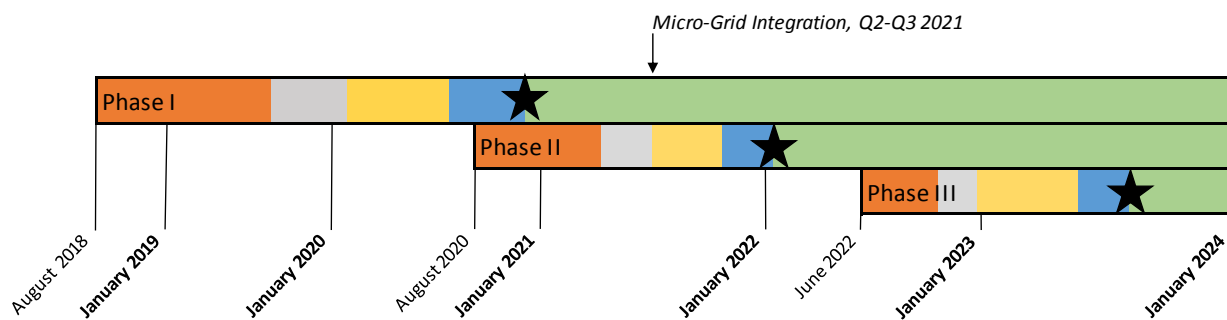 Micro-Grid Integration, Q2-Q3 2021
Phase I
Phase II
Phase III
August 2018
January 2019
January 2020
August 2020
January 2021
January 2022
June 2022
January 2023
January 2024